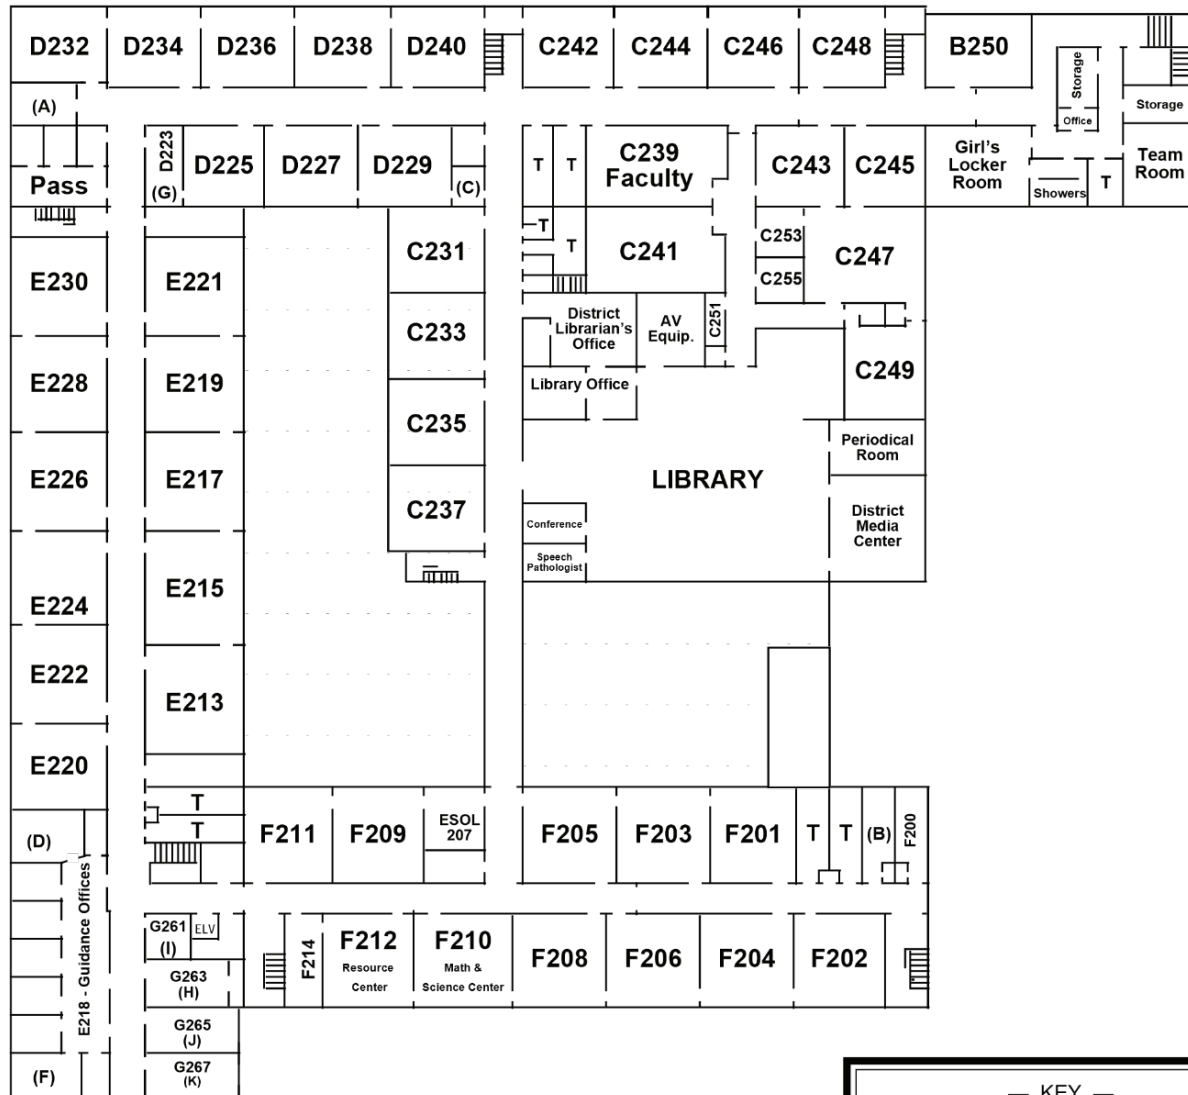 D232
D234
D236
D238
D240
C242
C244
C246
C248
B250
Storage
Storage
Office
(A)
Pass
D223
(G)
D225
D227
D229
(C)
T
T
C239
Faculty
C243
C245
Girl's
Locker
Room
Showers
T
Team
Room
E230
E221
C231
T
T
C241
C253
C255
C247
E228
E219
C233
District
Librarian's
Office
AV
Equip.
C251
C249
Library Office
E226
E217
C235
LIBRARY
Periodical
Room
C237
Conference
Speech
Pathologist
District
Media
Center
E224
E215
E222
E213
E220
T
T
(D)
F211
F209
ESOL
207
F205
F203
F201
T
T
(B)
F200
E218 - Guidance Offices
G261
(I)
ELV
G263
(H)
G265
(J)
G267
(K)
(F)
F214
F212
Resource
Center
F210
Math &
Science Center
F208
F206
F204
F202
— KEY —